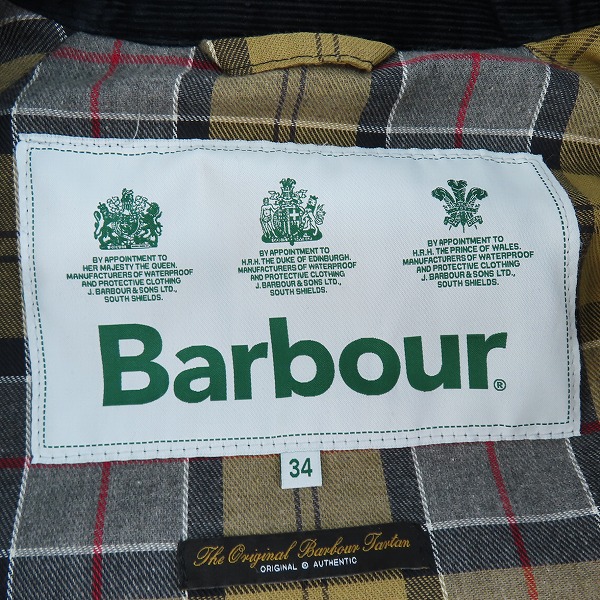 BY APPOINTMENT TO
HER MAJESTY THE QUEEN.
MANUFACTURERS OF WATERPROOF
AND PROTECTIVE CLOTHING
J. BARBOUR & SONS LTD.,
SOUTH SHIELDS.
BY APPOINTMENT TO
H.R.H. THE DUKE OF EDINBURGH.
MANUFACTURERS OF WATERPROOF
AND PROTECTIVE CLOTHING
J. BARBOUR & SONS LTD.,
SOUTH SHIELDS.
BY APPOINTMENT TO
H.R.H. THE PRINCE OF WALES.
MANUFACTURERS OF WATERPROOF
AND PROTECTIVE CLOTHING
J. BARBOUR & SONS LTD.,
SOUTH SHIELDS.
Barbour®
34
The Original Barbour Tartan
ORIGINAL ® AUTHENTIC